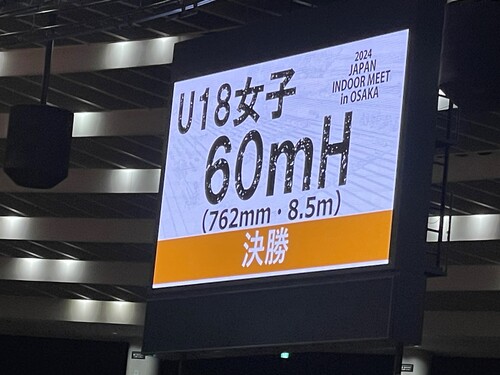 2024
JAPAN
INDOOR MEET
in OSAKA
U18女子
60mH
(762mm・8.5m)
決勝